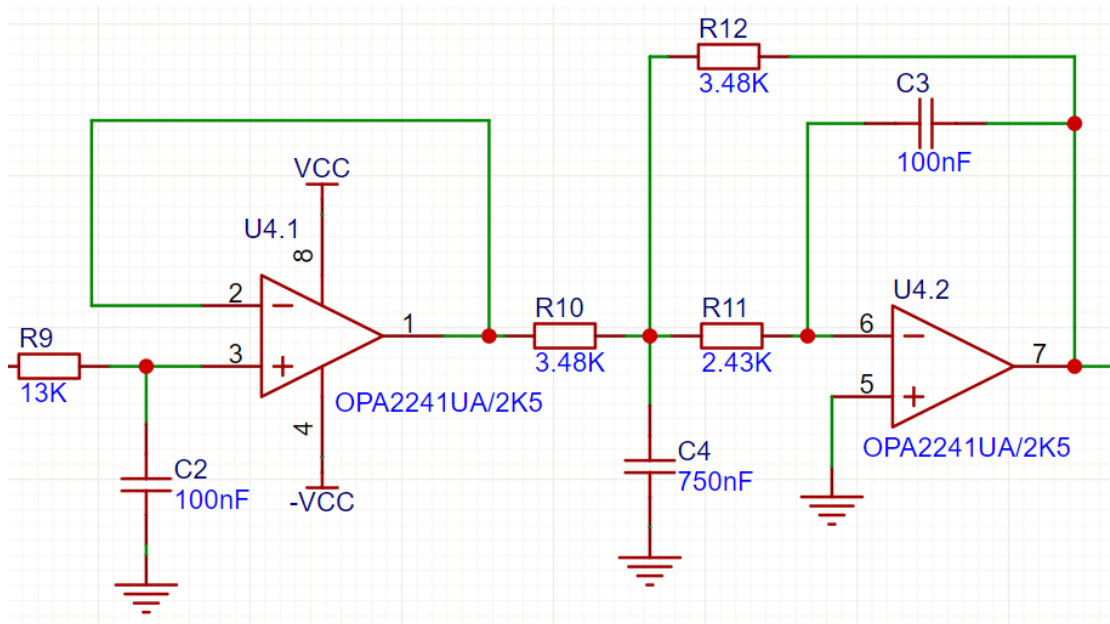 R12
3.48K
C3
100nF
VCC
U4.1
8
2
1
3
R9
13K
OPA2241UA/2K5
4
-VCC
C2
100nF
R10
3.48K
R11
2.43K
C4
750nF
U4.2
6
7
5
OPA2241UA/2K5